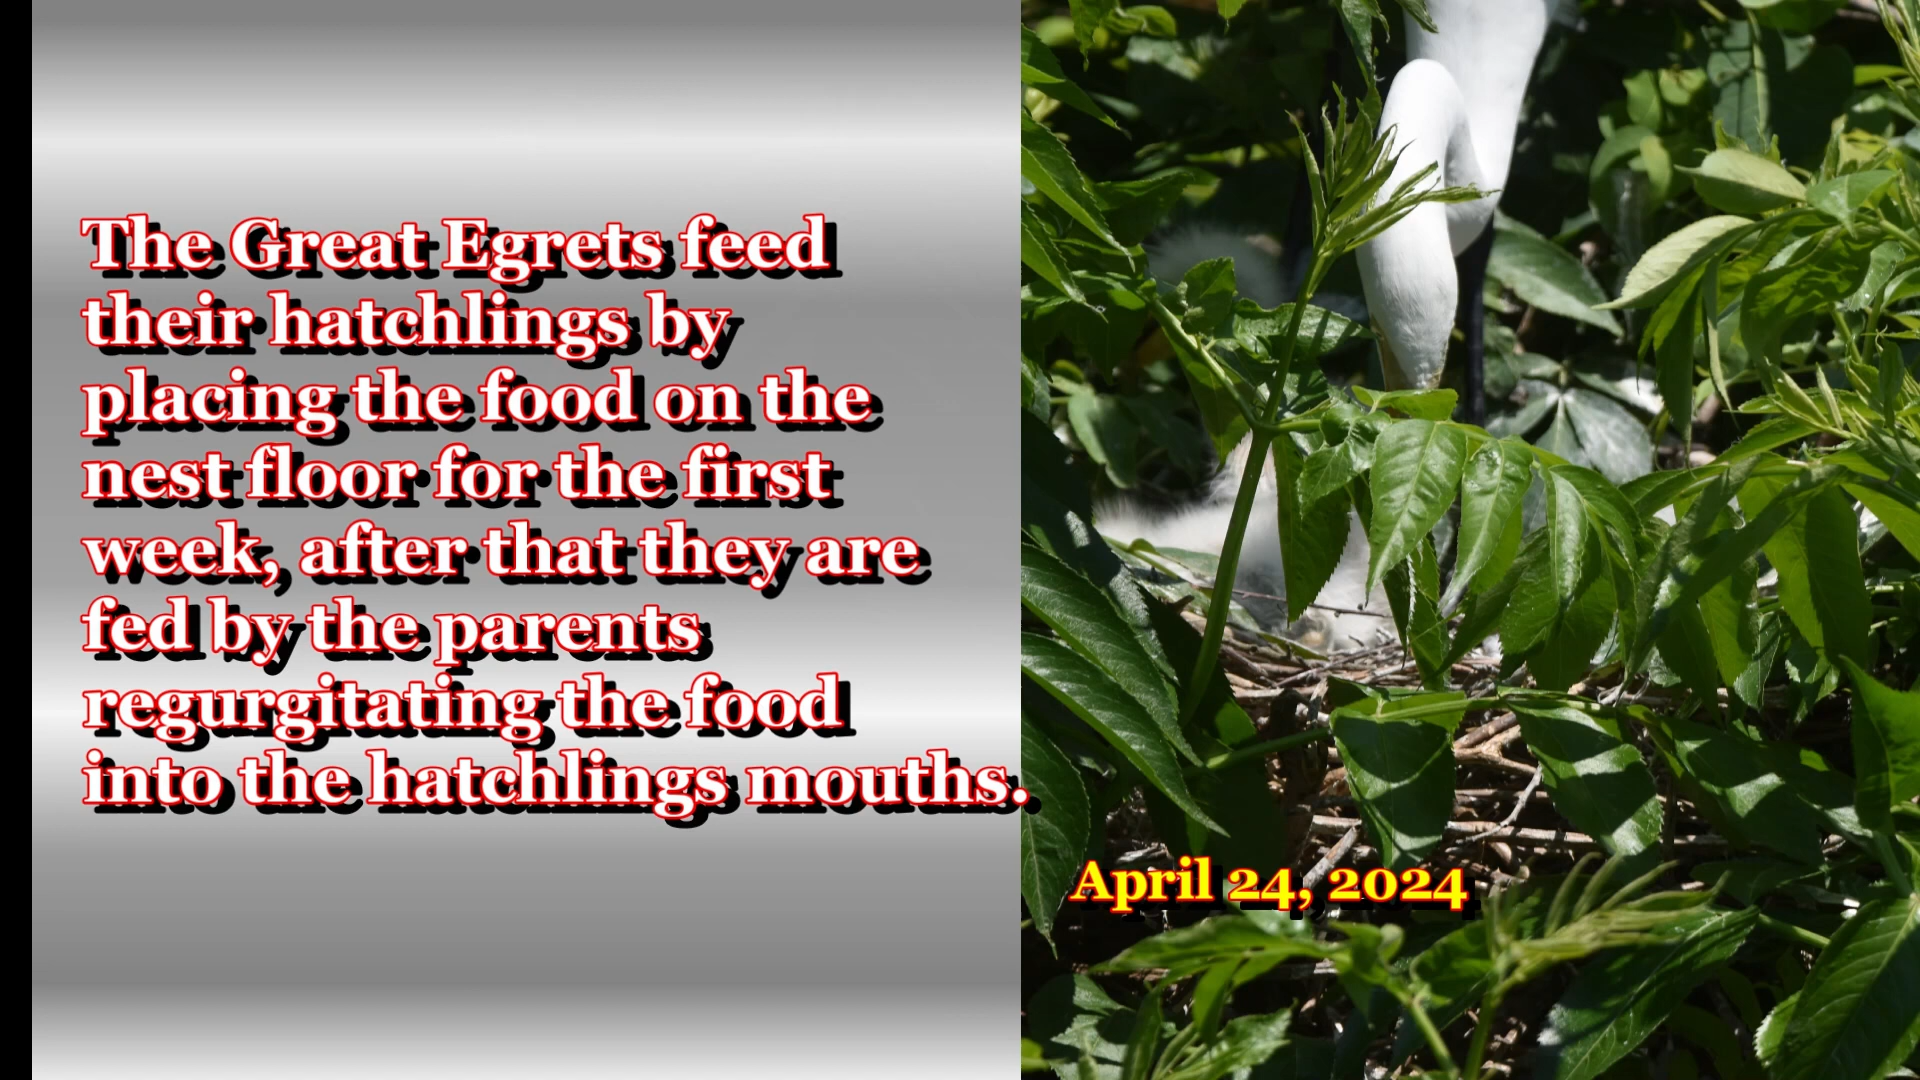 The Great Egrets feed
their hatchlings by
placing the food on the
nest floor for the first
week, after that they are
fed by the parents
regurgitating the food
into the hatchlings mouths.
April 24, 2024